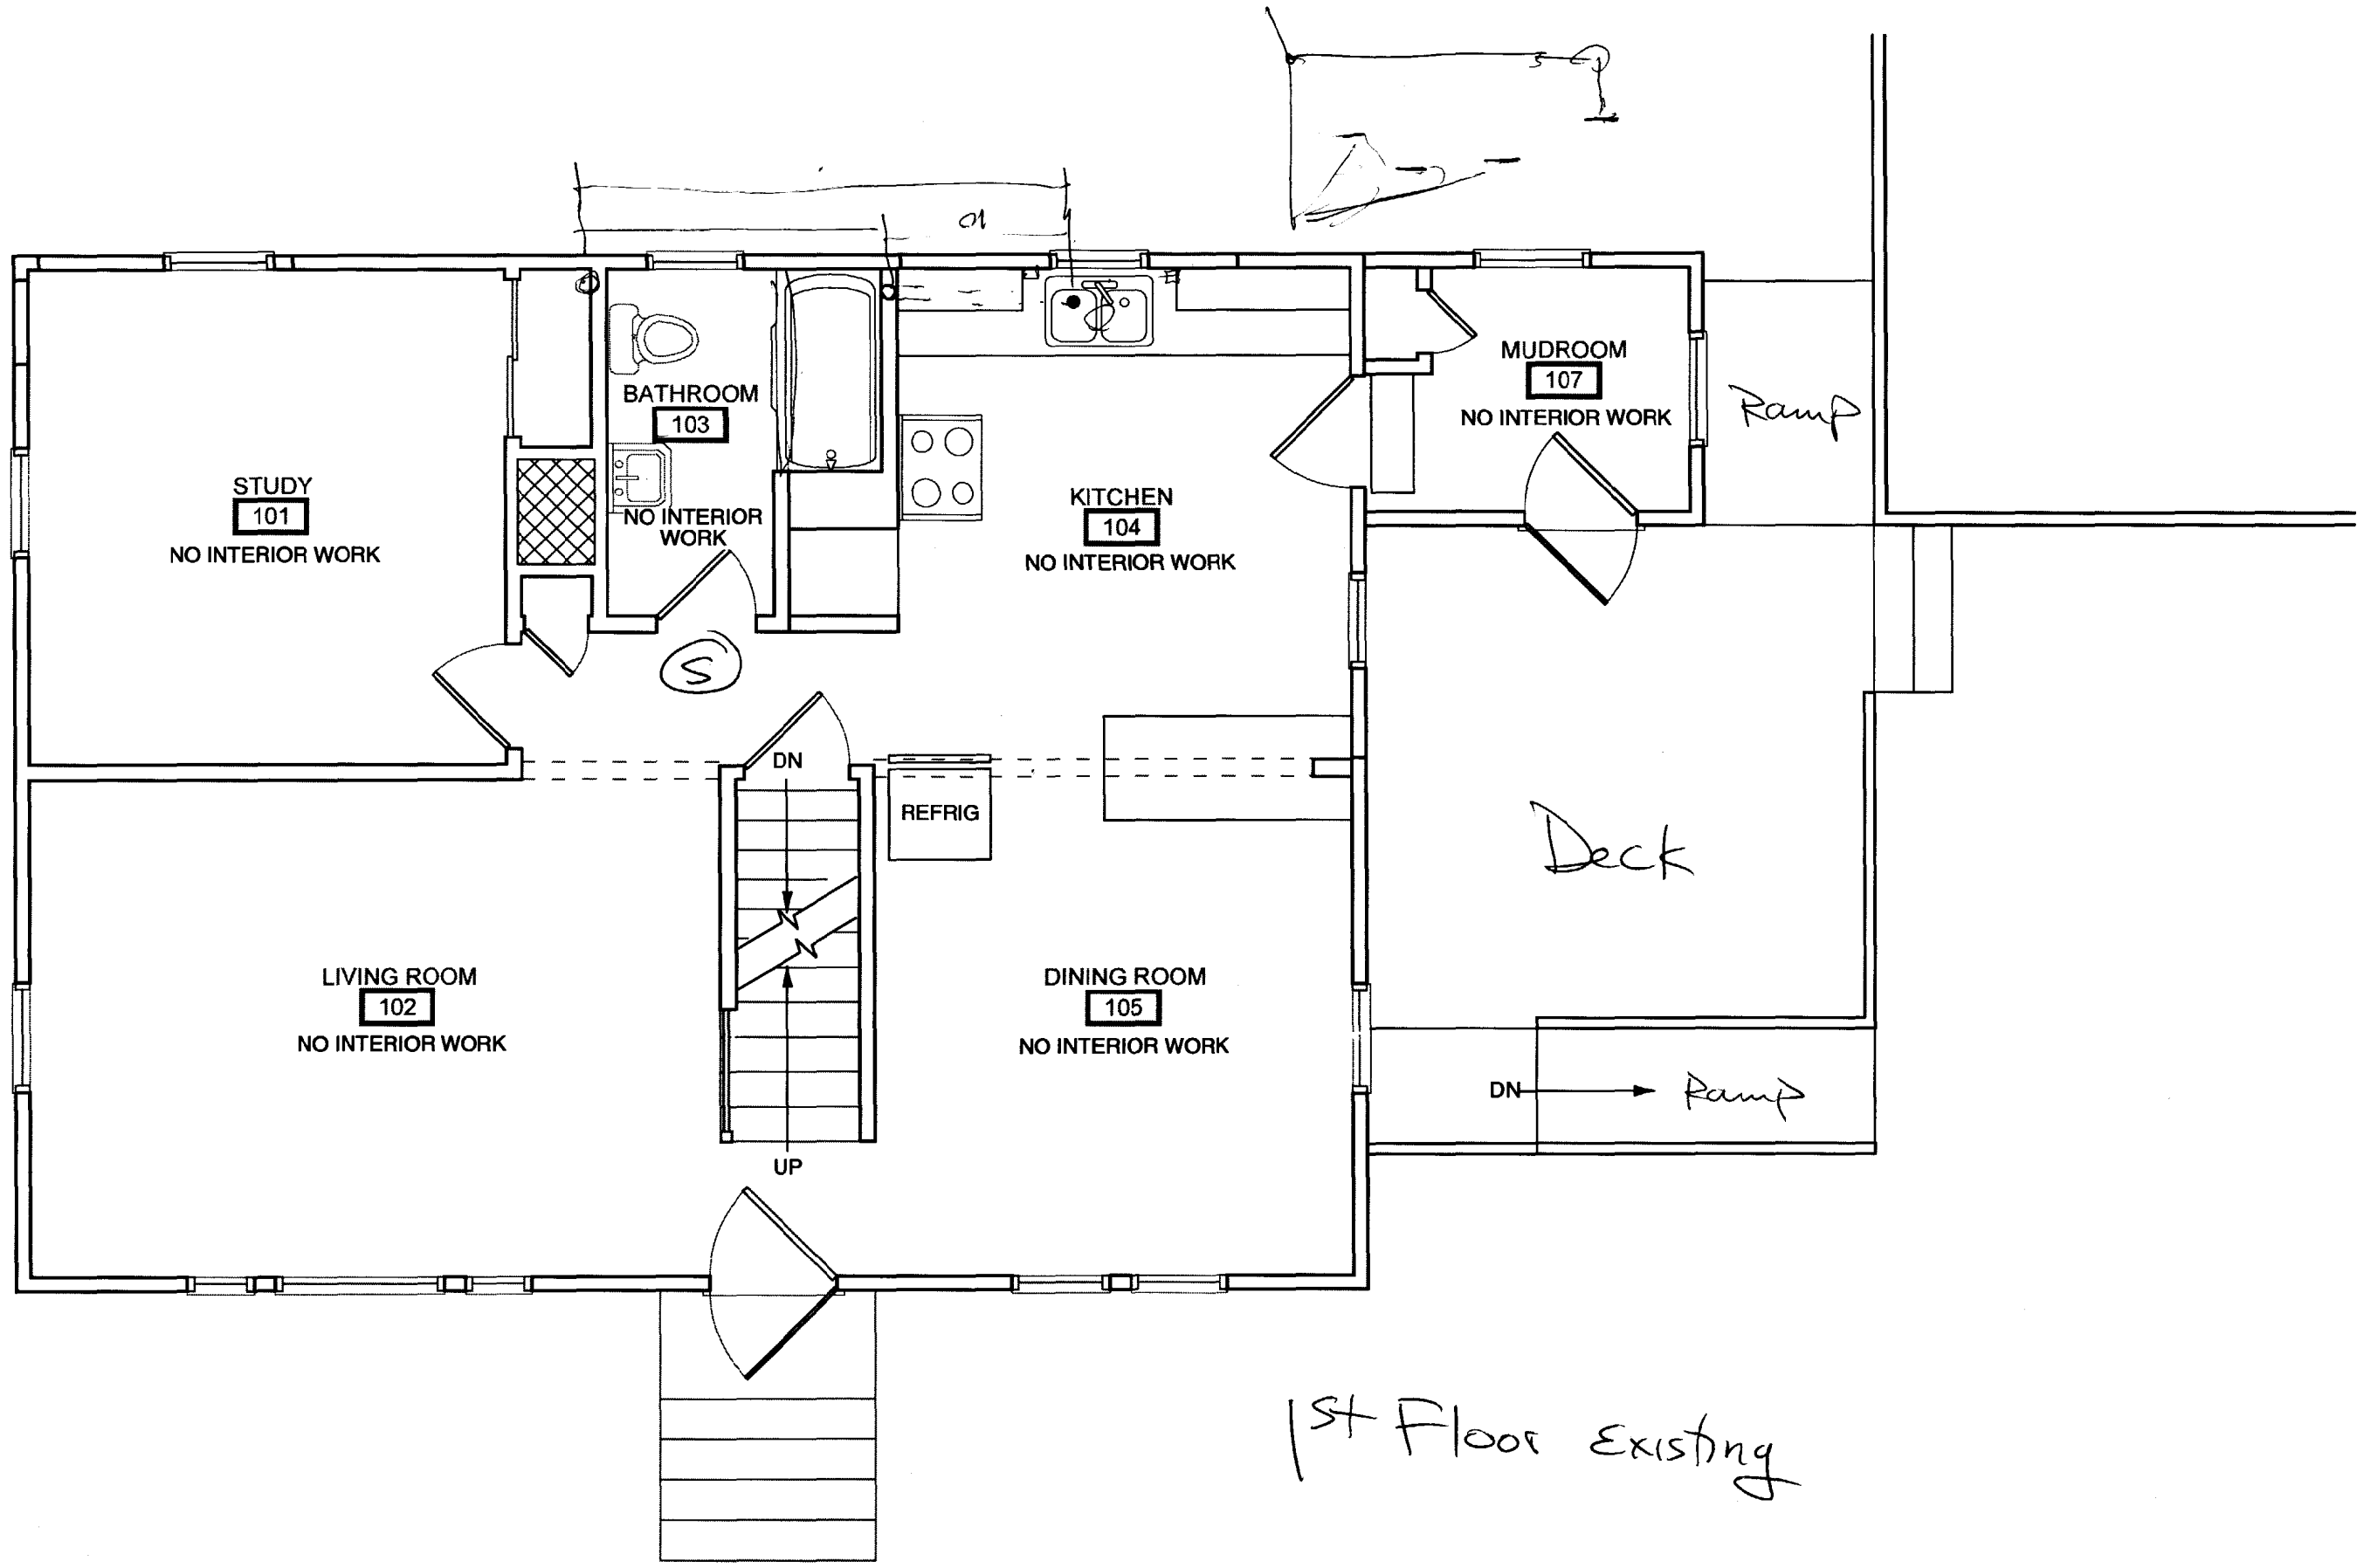 MUDROOM
107
NO INTERIOR WORK
Ramp
BATHROOM
103
NO INTERIOR
WORK
STUDY
101
NO INTERIOR WORK
KITCHEN
104
NO INTERIOR WORK
S
DN
REFRIG
Deck
LIVING ROOM
102
NO INTERIOR WORK
DINING ROOM
105
NO INTERIOR WORK
DN
Ramp
UP
1st Floor Existing